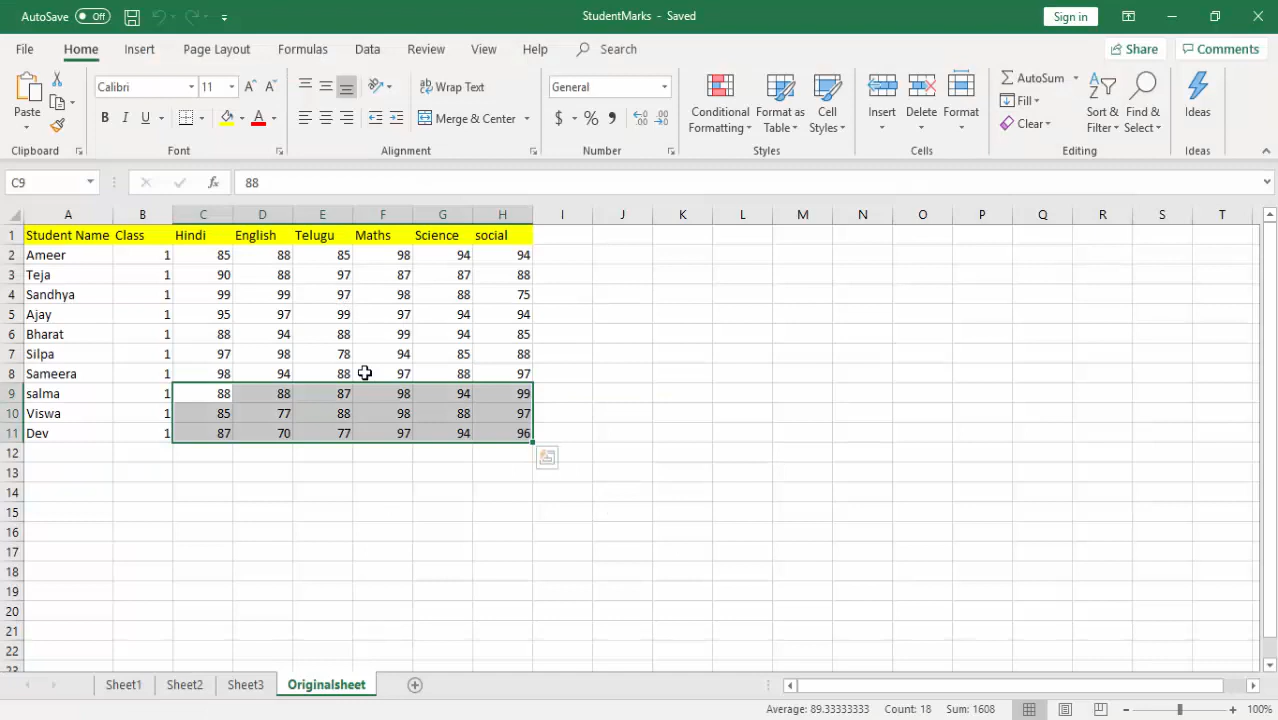 AutoSave Off StudentMarks - Saved Sign in
File Home Insert Page Layout Formulas Data Review View Help Search Share Comments
Paste
Calibri 11
B I U A
Wrap Text
Merge & Center
General
$ % ,
Conditional Formatting
Format as Table
Cell Styles
Insert
Delete
Format
AutoSum
Fill
Clear
Sort & Filter
Find & Select
Ideas
Clipboard Font Alignment Number Styles Cells Editing Ideas
C9 fx 88
A B C D E F G H I J K L M N O P Q R S T
1 Student Name Class Hindi English Telugu Maths Science social
2 Ameer 1 85 88 85 98 94 94
3 Teja 1 90 88 97 87 87 88
4 Sandhya 1 99 99 97 98 88 75
5 Ajay 1 95 97 99 97 94 94
6 Bharat 1 88 94 88 99 94 85
7 Silpa 1 97 98 78 94 85 88
8 Sameera 1 98 94 88 97 88 97
9 salma 1 88 88 87 98 94 99
10 Viswa 1 85 77 88 98 88 97
11 Dev 1 87 70 77 97 94 96
12
13
14
15
16
17
18
19
20
21
22
23
Sheet1 Sheet2 Sheet3 Originalsheet
Average: 89.33333333 Count: 18 Sum: 1608 100%